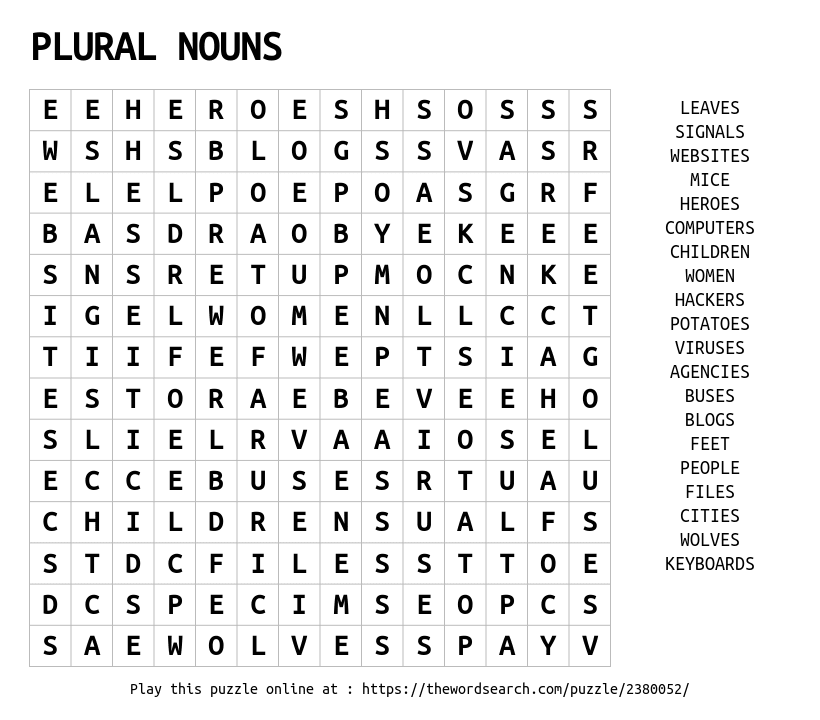 PLURAL NOUNS
E E H E R O E S H S O S S S
W S H S B L O G S S V A S R
E L E L P O E P O A S G R F
B A S D R A O B Y E K E E E
S N S R E T U P M O C N K E
I G E L W O M E N L L C C T
T I I F E F W E P T S I A G
E S T O R A E B E V E E H O
S L I E L R V A A I O S E L
E C C E B U S E S R T U A U
C H I L D R E N S U A L F S
S T D C F I L E S S T T O E
D C S P E C I M S E O P C S
S A E W O L V E S S P A Y V
LEAVES
SIGNALS
WEBSITES
MICE
HEROES
COMPUTERS
CHILDREN
WOMEN
HACKERS
POTATOES
VIRUSES
AGENCIES
BUSES
BLOGS
FEET
PEOPLE
FILES
CITIES
WOLVES
KEYBOARDS
Play this puzzle online at : https://thewordsearch.com/puzzle/2380052/